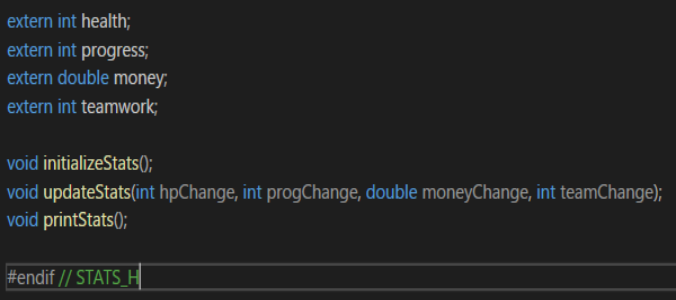 extern int health;
extern int progress;
extern double money;
extern int teamwork;
void initializeStats();
void updateStats(int hpChange, int progChange, double moneyChange, int teamChange);
void printStats();
#endif // STATS_H